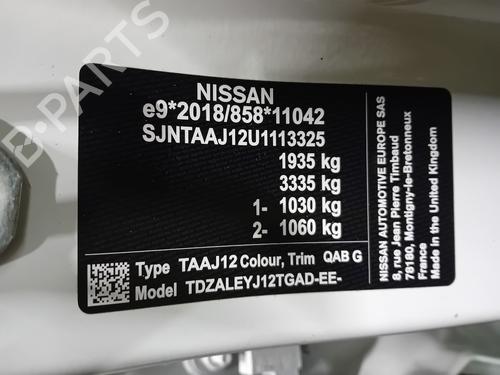 NISSAN
e9*2018/858*11042
SJNTAAJ12U1113325
1935 kg
3335 kg
1- 1030 kg
2- 1060 kg
Type TAAJ12 Colour, Trim QAB G
Model TDZALEYJ12TGAD-EE-
NISSAN AUTOMOTIVE EUROPE SAS
8, rue Jean Pierre Timbaud
78180, Montigny-le-Bretonneux
France
Made in the United Kingdom
B-PARTS